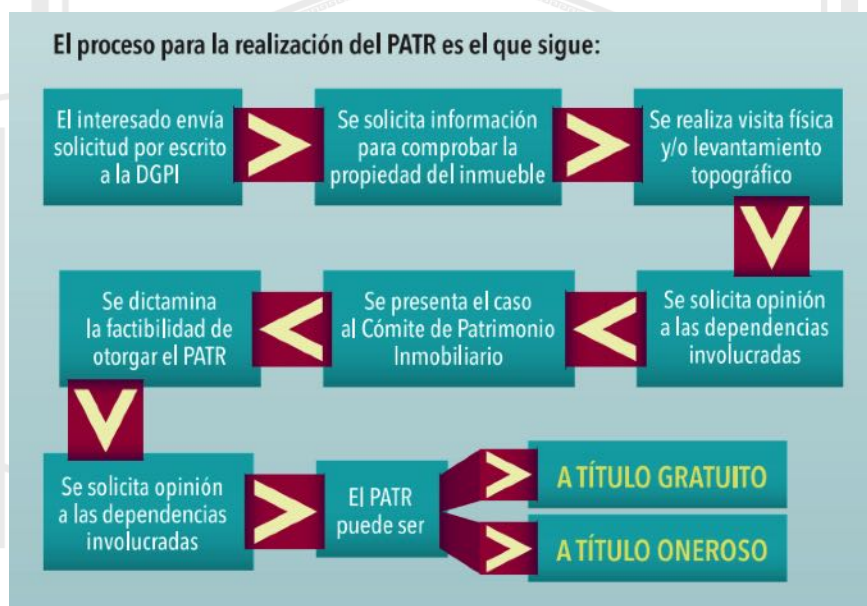 El proceso para la realización del PATR es el que sigue:
El interesado envía
solicitud por escrito
a la DGPI
Se solicita información
para comprobar la
propiedad del inmueble
Se realiza visita física
y/o levantamiento
topográfico
Se solicita opinión
a las dependencias
involucradas
Se presenta el caso
al Cómite de Patrimonio
Inmobiliario
Se dictamina
la factibilidad de
otorgar el PATR
Se solicita opinión
a las dependencias
involucradas
El PATR
puede ser
A TÍTULO GRATUITO
A TÍTULO ONEROSO